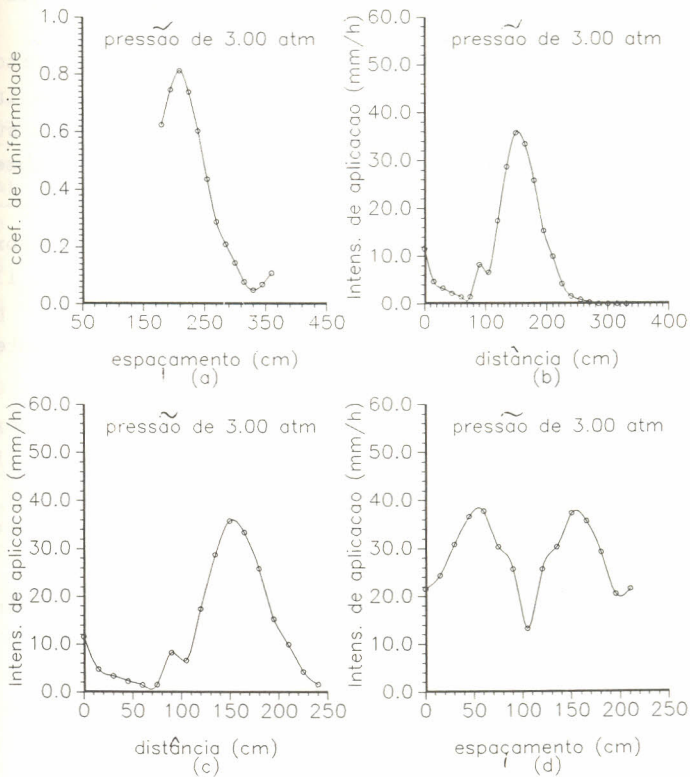 1.0
0.8
0.6
0.4
0.2
0.0
coef. de uniformidade
pressão de 3.00 atm
50 150 250 350 450
espaçamento (cm)
(a)
60.0
50.0
40.0
30.0
20.0
10.0
0.0
Intens. de aplicacao (mm/h)
pressão de 3.00 atm
0 100 200 300 400
distância (cm)
(b)
60.0
50.0
40.0
30.0
20.0
10.0
0.0
Intens. de aplicacao (mm/h)
pressão de 3.00 atm
0 50 100 150 200 250
distância (cm)
(c)
60.0
50.0
40.0
30.0
20.0
10.0
0.0
Intens. de aplicacao (mm/h)
pressão de 3.00 atm
0 50 100 150 200 250
espaçamento (cm)
(d)